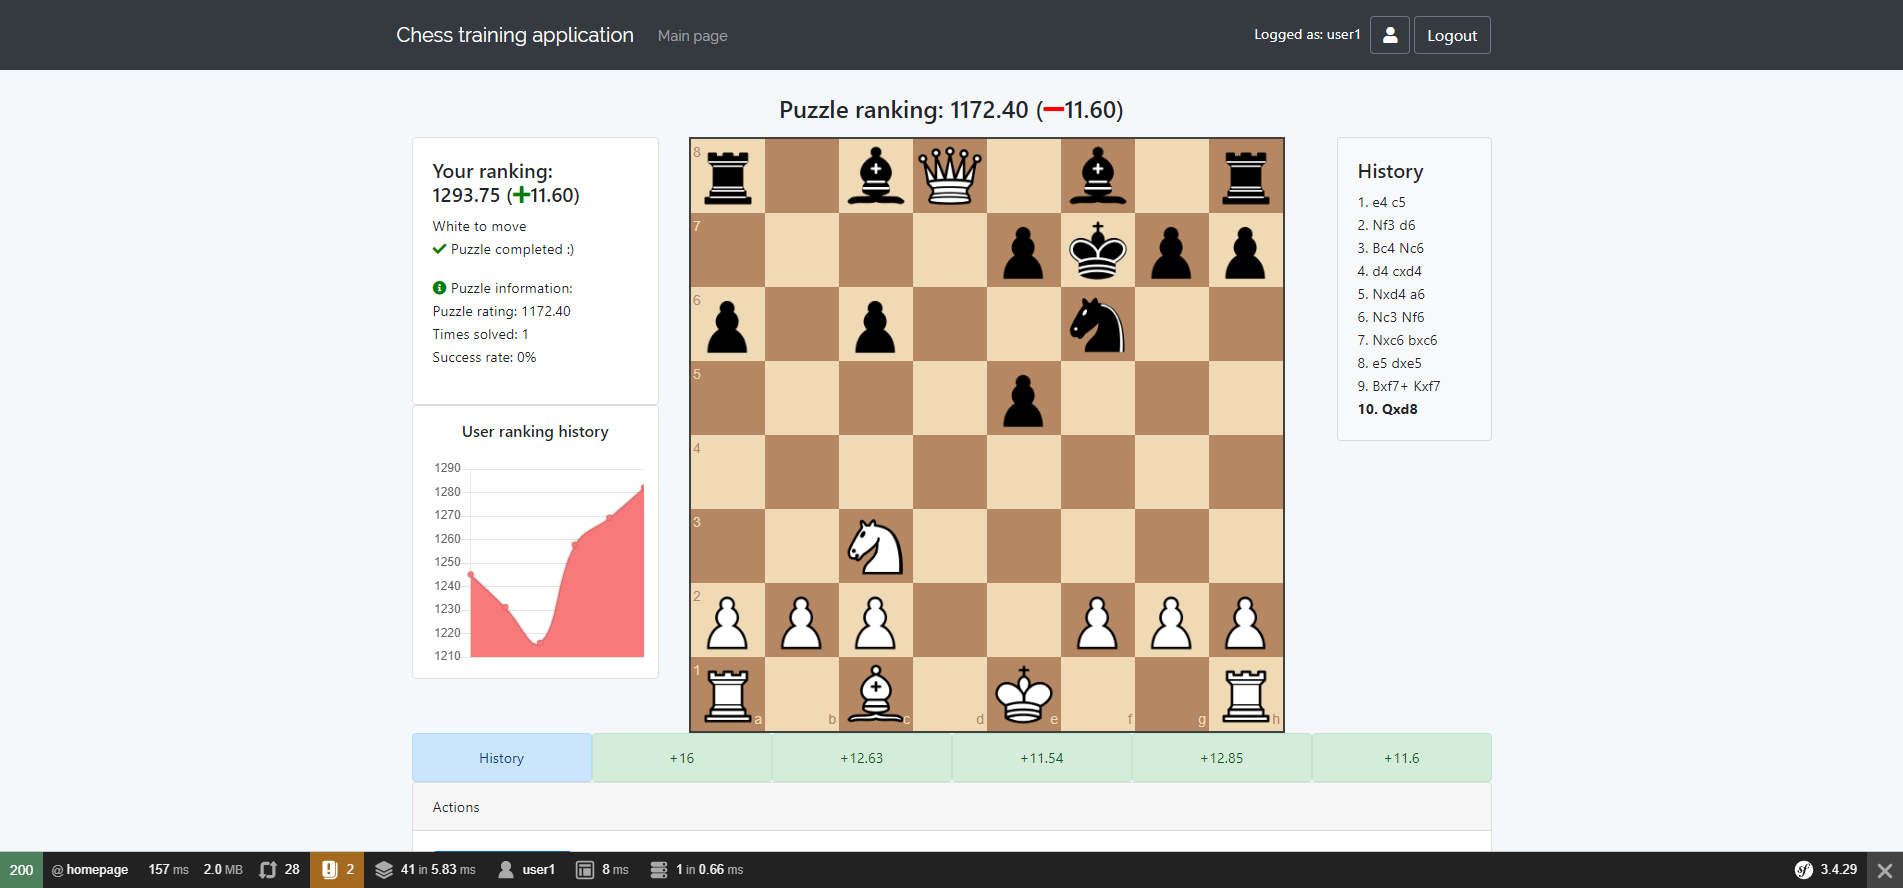 Chess training application Main page Logged as: user1 Logout
Puzzle ranking: 1172.40 (−11.60)
Your ranking:
1293.75 (+11.60)
White to move
Puzzle completed :)
Puzzle information:
Puzzle rating: 1172.40
Times solved: 1
Success rate: 0%
User ranking history
1290
1280
1270
1260
1250
1240
1230
1220
1210
8
7
6
5
4
3
2
1
a b c d e f g h
History
1. e4 c5
2. Nf3 d6
3. Bc4 Nc6
4. d4 cxd4
5. Nxd4 a6
6. Nc3 Nf6
7. Nxc6 bxc6
8. e5 dxe5
9. Bxf7+ Kxf7
10. Qxd8
History +16 +12.63 +11.54 +12.85 +11.6
Actions
200 @ homepage 157 ms 2.0 MB 28 2 41 in 5.83 ms user1 8 ms 1 in 0.66 ms sf 3.4.29